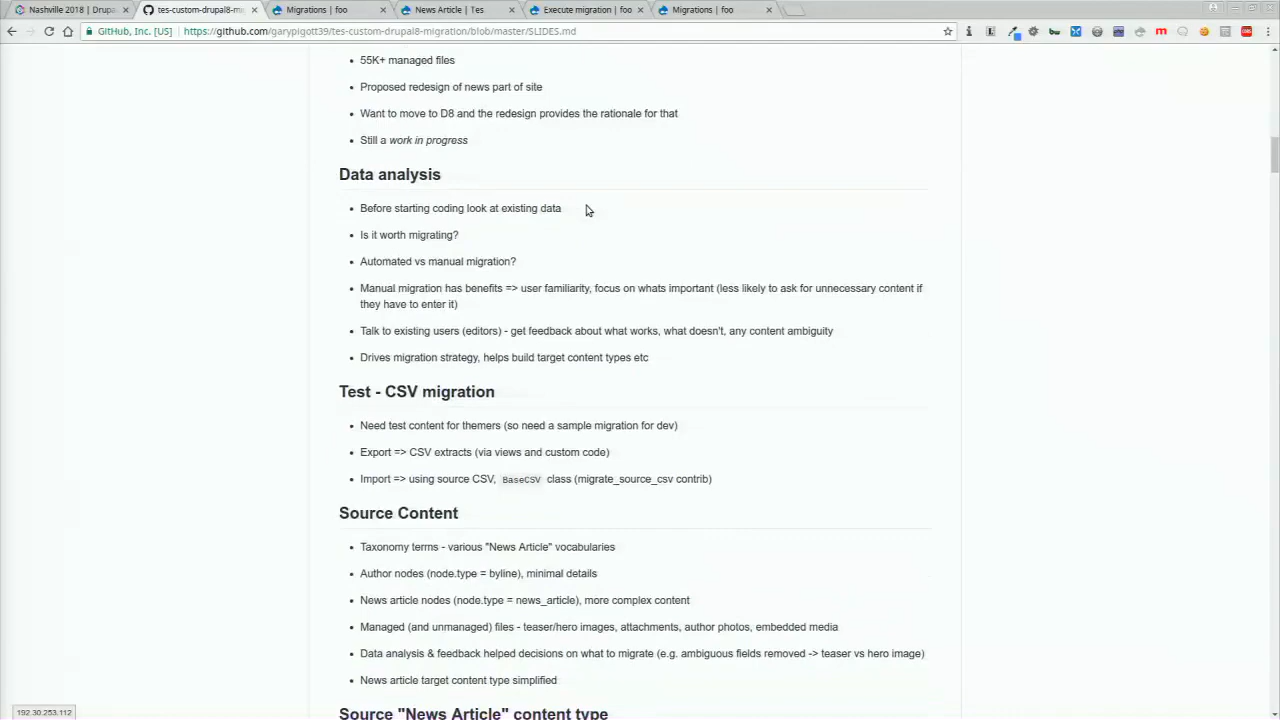 Nashville 2018 | Drupa
tes-custom-drupal8-mi
Migrations | foo
News Article | Tes
Execute migration | foo
Migrations | foo
GitHub, Inc. [US]
https://github.com/garypigott39/tes-custom-drupal8-migration/blob/master/SLIDES.md
55K+ managed files
Proposed redesign of news part of site
Want to move to D8 and the redesign provides the rationale for that
Still a work in progress
Data analysis
Before starting coding look at existing data
Is it worth migrating?
Automated vs manual migration?
Manual migration has benefits => user familiarity, focus on whats important (less likely to ask for unnecessary content if
they have to enter it)
Talk to existing users (editors) - get feedback about what works, what doesn't, any content ambiguity
Drives migration strategy, helps build target content types etc
Test - CSV migration
Need test content for themers (so need a sample migration for dev)
Export => CSV extracts (via views and custom code)
Import => using source CSV, BaseCSV class (migrate_source_csv contrib)
Source Content
Taxonomy terms - various "News Article" vocabularies
Author nodes (node.type = byline), minimal details
News article nodes (node.type = news_article), more complex content
Managed (and unmanaged) files - teaser/hero images, attachments, author photos, embedded media
Data analysis & feedback helped decisions on what to migrate (e.g. ambiguous fields removed -> teaser vs hero image)
News article target content type simplified
Source "News Article" content type
192.30.253.112